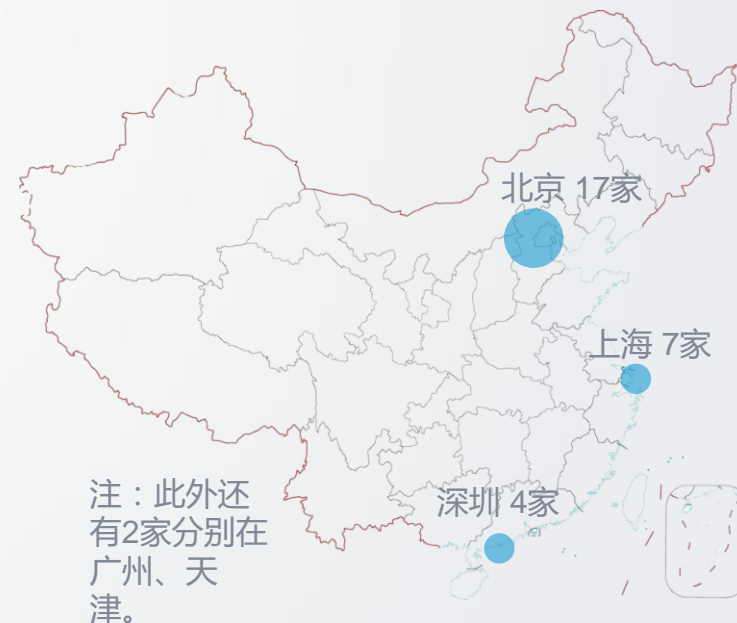 北京 17家
上海 7家
深圳 4家
注：此外还
有2家分别在
广州、天
津。